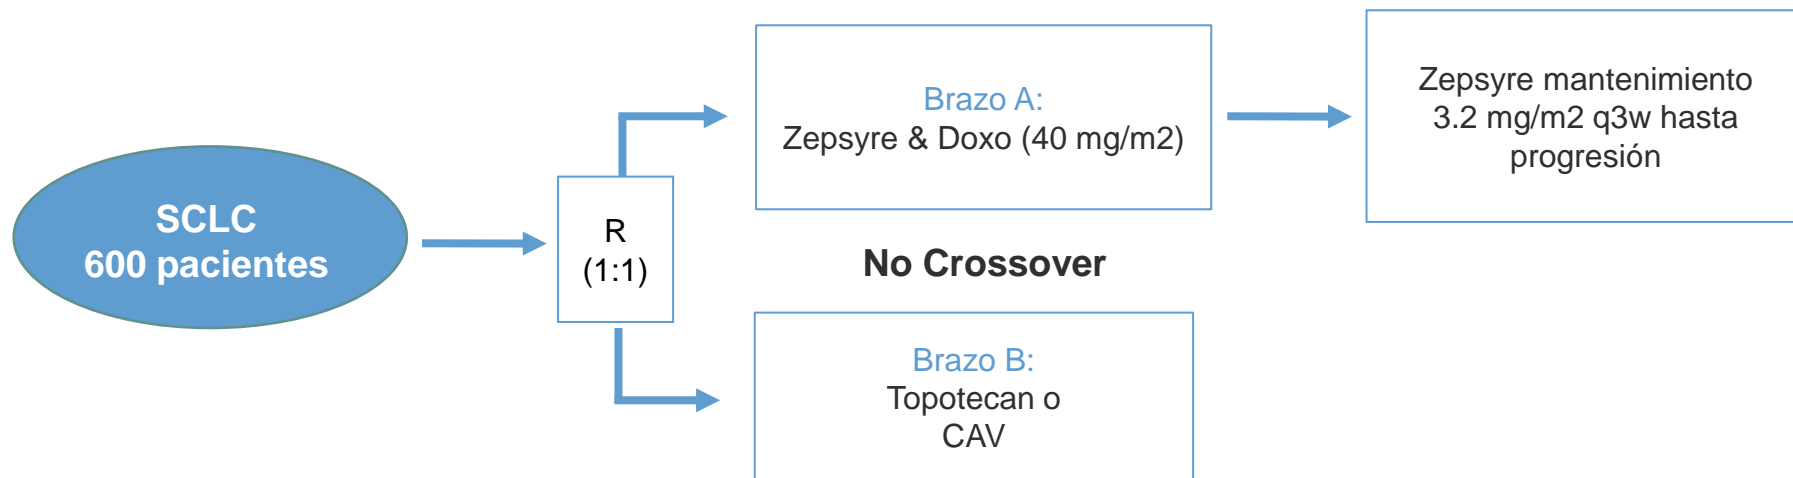 SCLC
600 pacientes
R
(1:1)
Brazo A:
Zepsyre & Doxo (40 mg/m2)
Zepsyre mantenimiento
3.2 mg/m2 q3w hasta
progresión
No Crossover
Brazo B:
Topotecan o
CAV